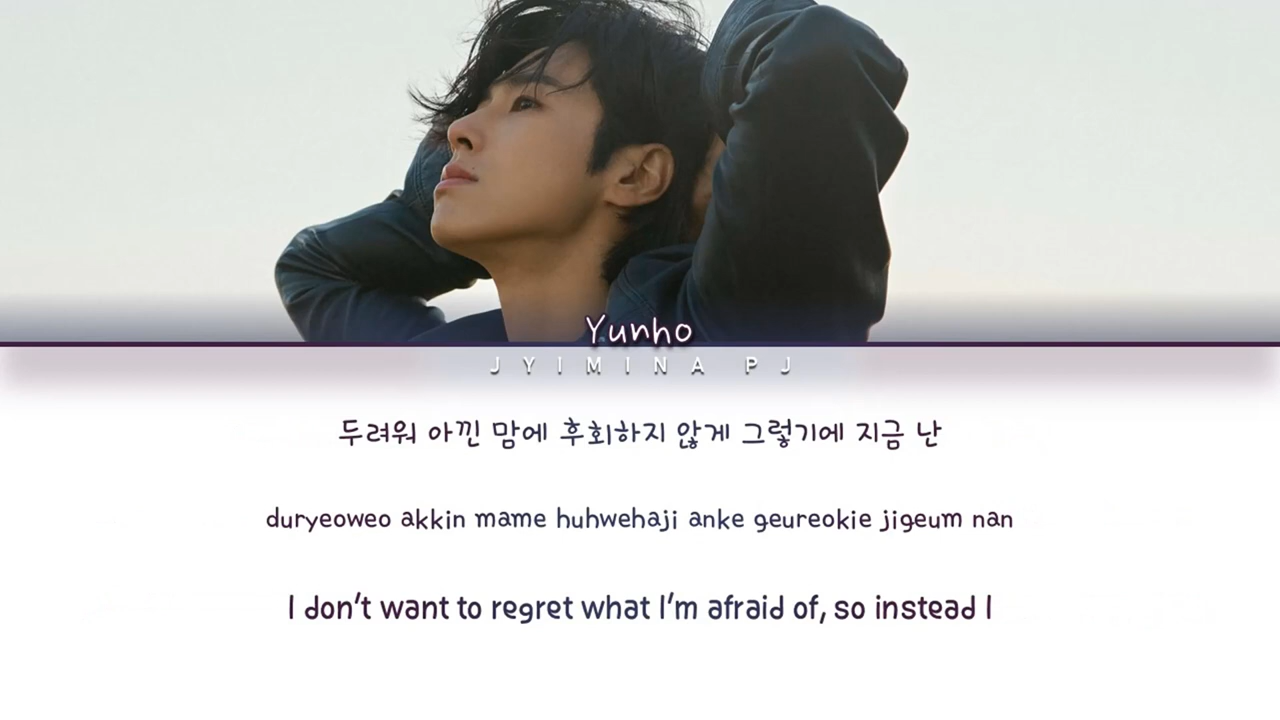 Yunho
JYIMINA PJ
두려워 아낀 맘에 후회하지 않게 그렇기에 지금 난
duryeoweo akkin mame huhwehaji anke geureokie jigeum nan
I don't want to regret what I'm afraid of, so instead I